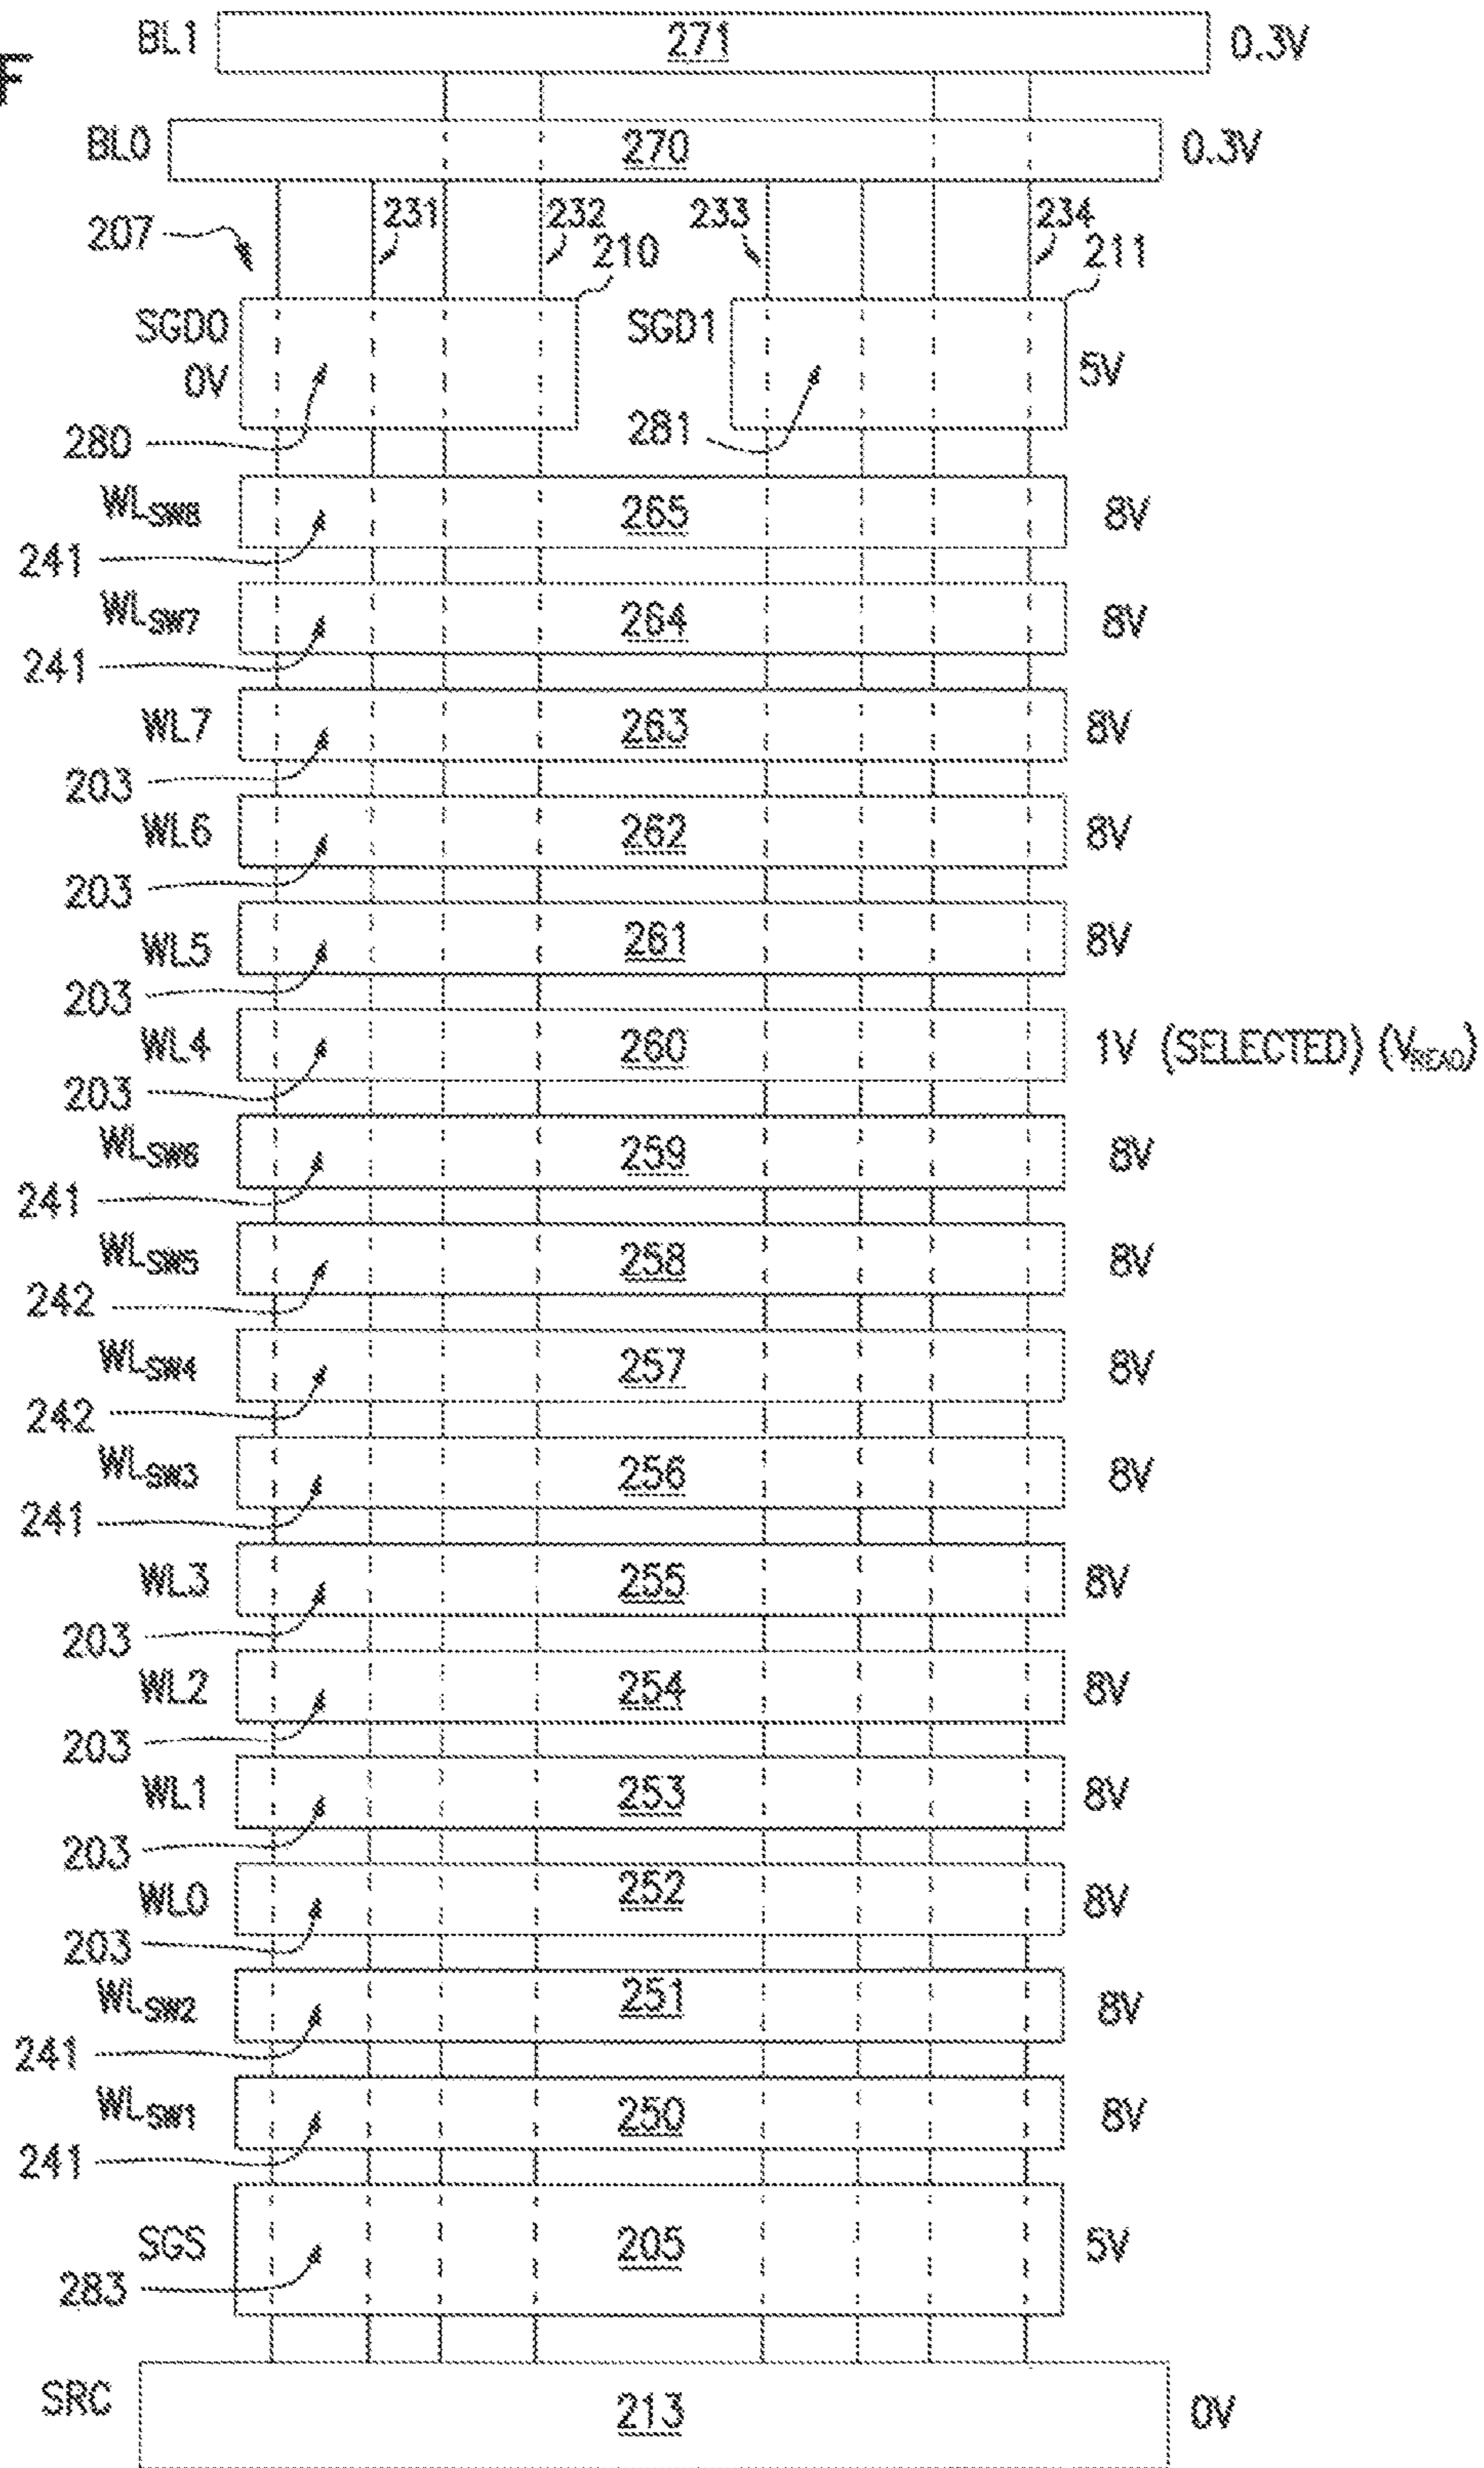 F
BL1 271 0.3V
BL0 270 0.3V
207 231 232 233 234
210 211
SGD0 SGD1
0V 5V
280 281
WLSW8 265 8V
241
WLSW7 264 8V
241
WL7 263 8V
203
WL6 262 8V
203
WL5 261 8V
203
WL4 260 1V (SELECTED) (VREAD)
203
WLSW6 259 8V
241
WLSW5 258 8V
242
WLSW4 257 8V
242
WLSW3 256 8V
241
WL3 255 8V
203
WL2 254 8V
203
WL1 253 8V
203
WL0 252 8V
203
WLSW2 251 8V
241
WLSW1 250 8V
241
SGS 205 5V
283
SRC 213 0V